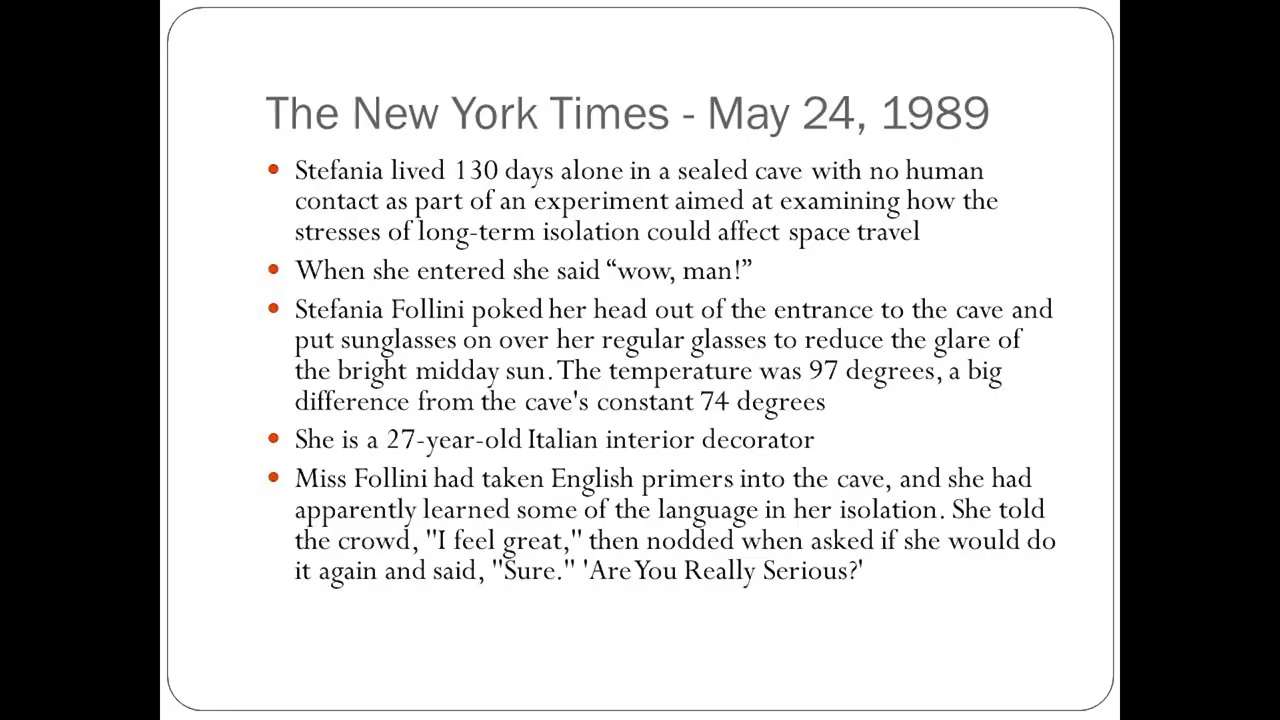 The New York Times - May 24, 1989
• Stefania lived 130 days alone in a sealed cave with no human
contact as part of an experiment aimed at examining how the
stresses of long-term isolation could affect space travel
• When she entered she said “wow, man!”
• Stefania Follini poked her head out of the entrance to the cave and
put sunglasses on over her regular glasses to reduce the glare of
the bright midday sun. The temperature was 97 degrees, a big
difference from the cave's constant 74 degrees
• She is a 27-year-old Italian interior decorator
• Miss Follini had taken English primers into the cave, and she had
apparently learned some of the language in her isolation. She told
the crowd, "I feel great," then nodded when asked if she would do
it again and said, "Sure." 'Are You Really Serious?'